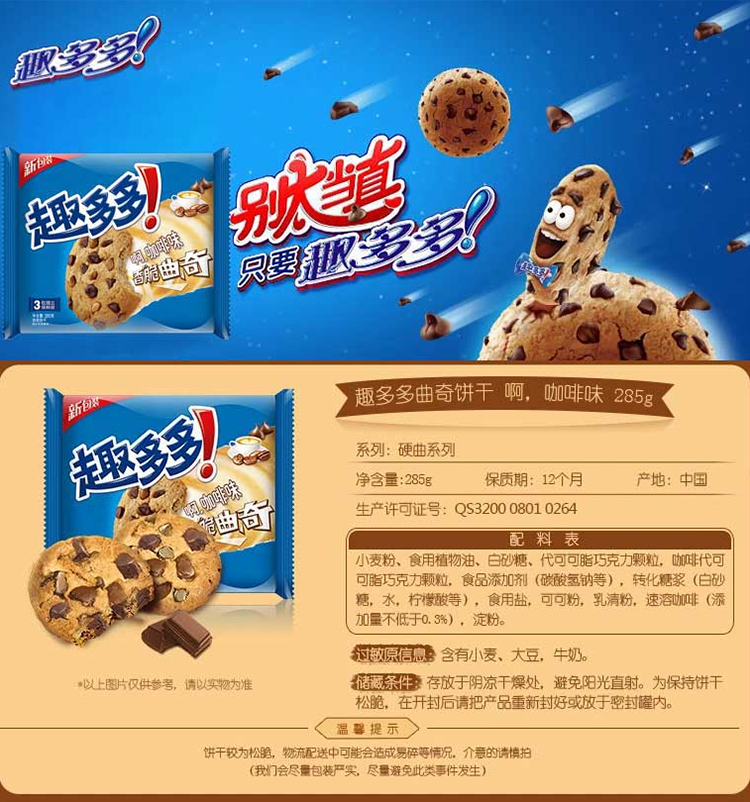 趣多多!
新包装
趣多多!
啊 咖啡味
香脆曲奇
别太当真
只要 趣多多!
趣多多!
新包装
趣多多!
啊 咖啡味
脆曲奇
趣多多曲奇饼干 啊，咖啡味 285g
系列：硬曲系列
净含量:285g 保质期：12个月 产地：中国
生产许可证号：QS3200 0801 0264
配 料 表
小麦粉、食用植物油、白砂糖、代可可脂巧克力颗粒，咖啡代可
可脂巧克力颗粒，食品添加剂（碳酸氢钠等），转化糖浆（白砂
糖，水，柠檬酸等），食用盐，可可粉，乳清粉，速溶咖啡（添
加量不低于0.3%），淀粉。
过敏原信息：含有小麦、大豆，牛奶。
储藏条件：存放于阴凉干燥处，避免阳光直射。为保持饼干
松脆，在开封后请把产品重新封好或放于密封罐内。
*以上图片仅供参考，请以实物为准
温 馨 提 示
饼干较为松脆，物流配送中可能会造成易碎等情况，介意的请慎拍
(我们会尽量包装严实，尽量避免此类事件发生)